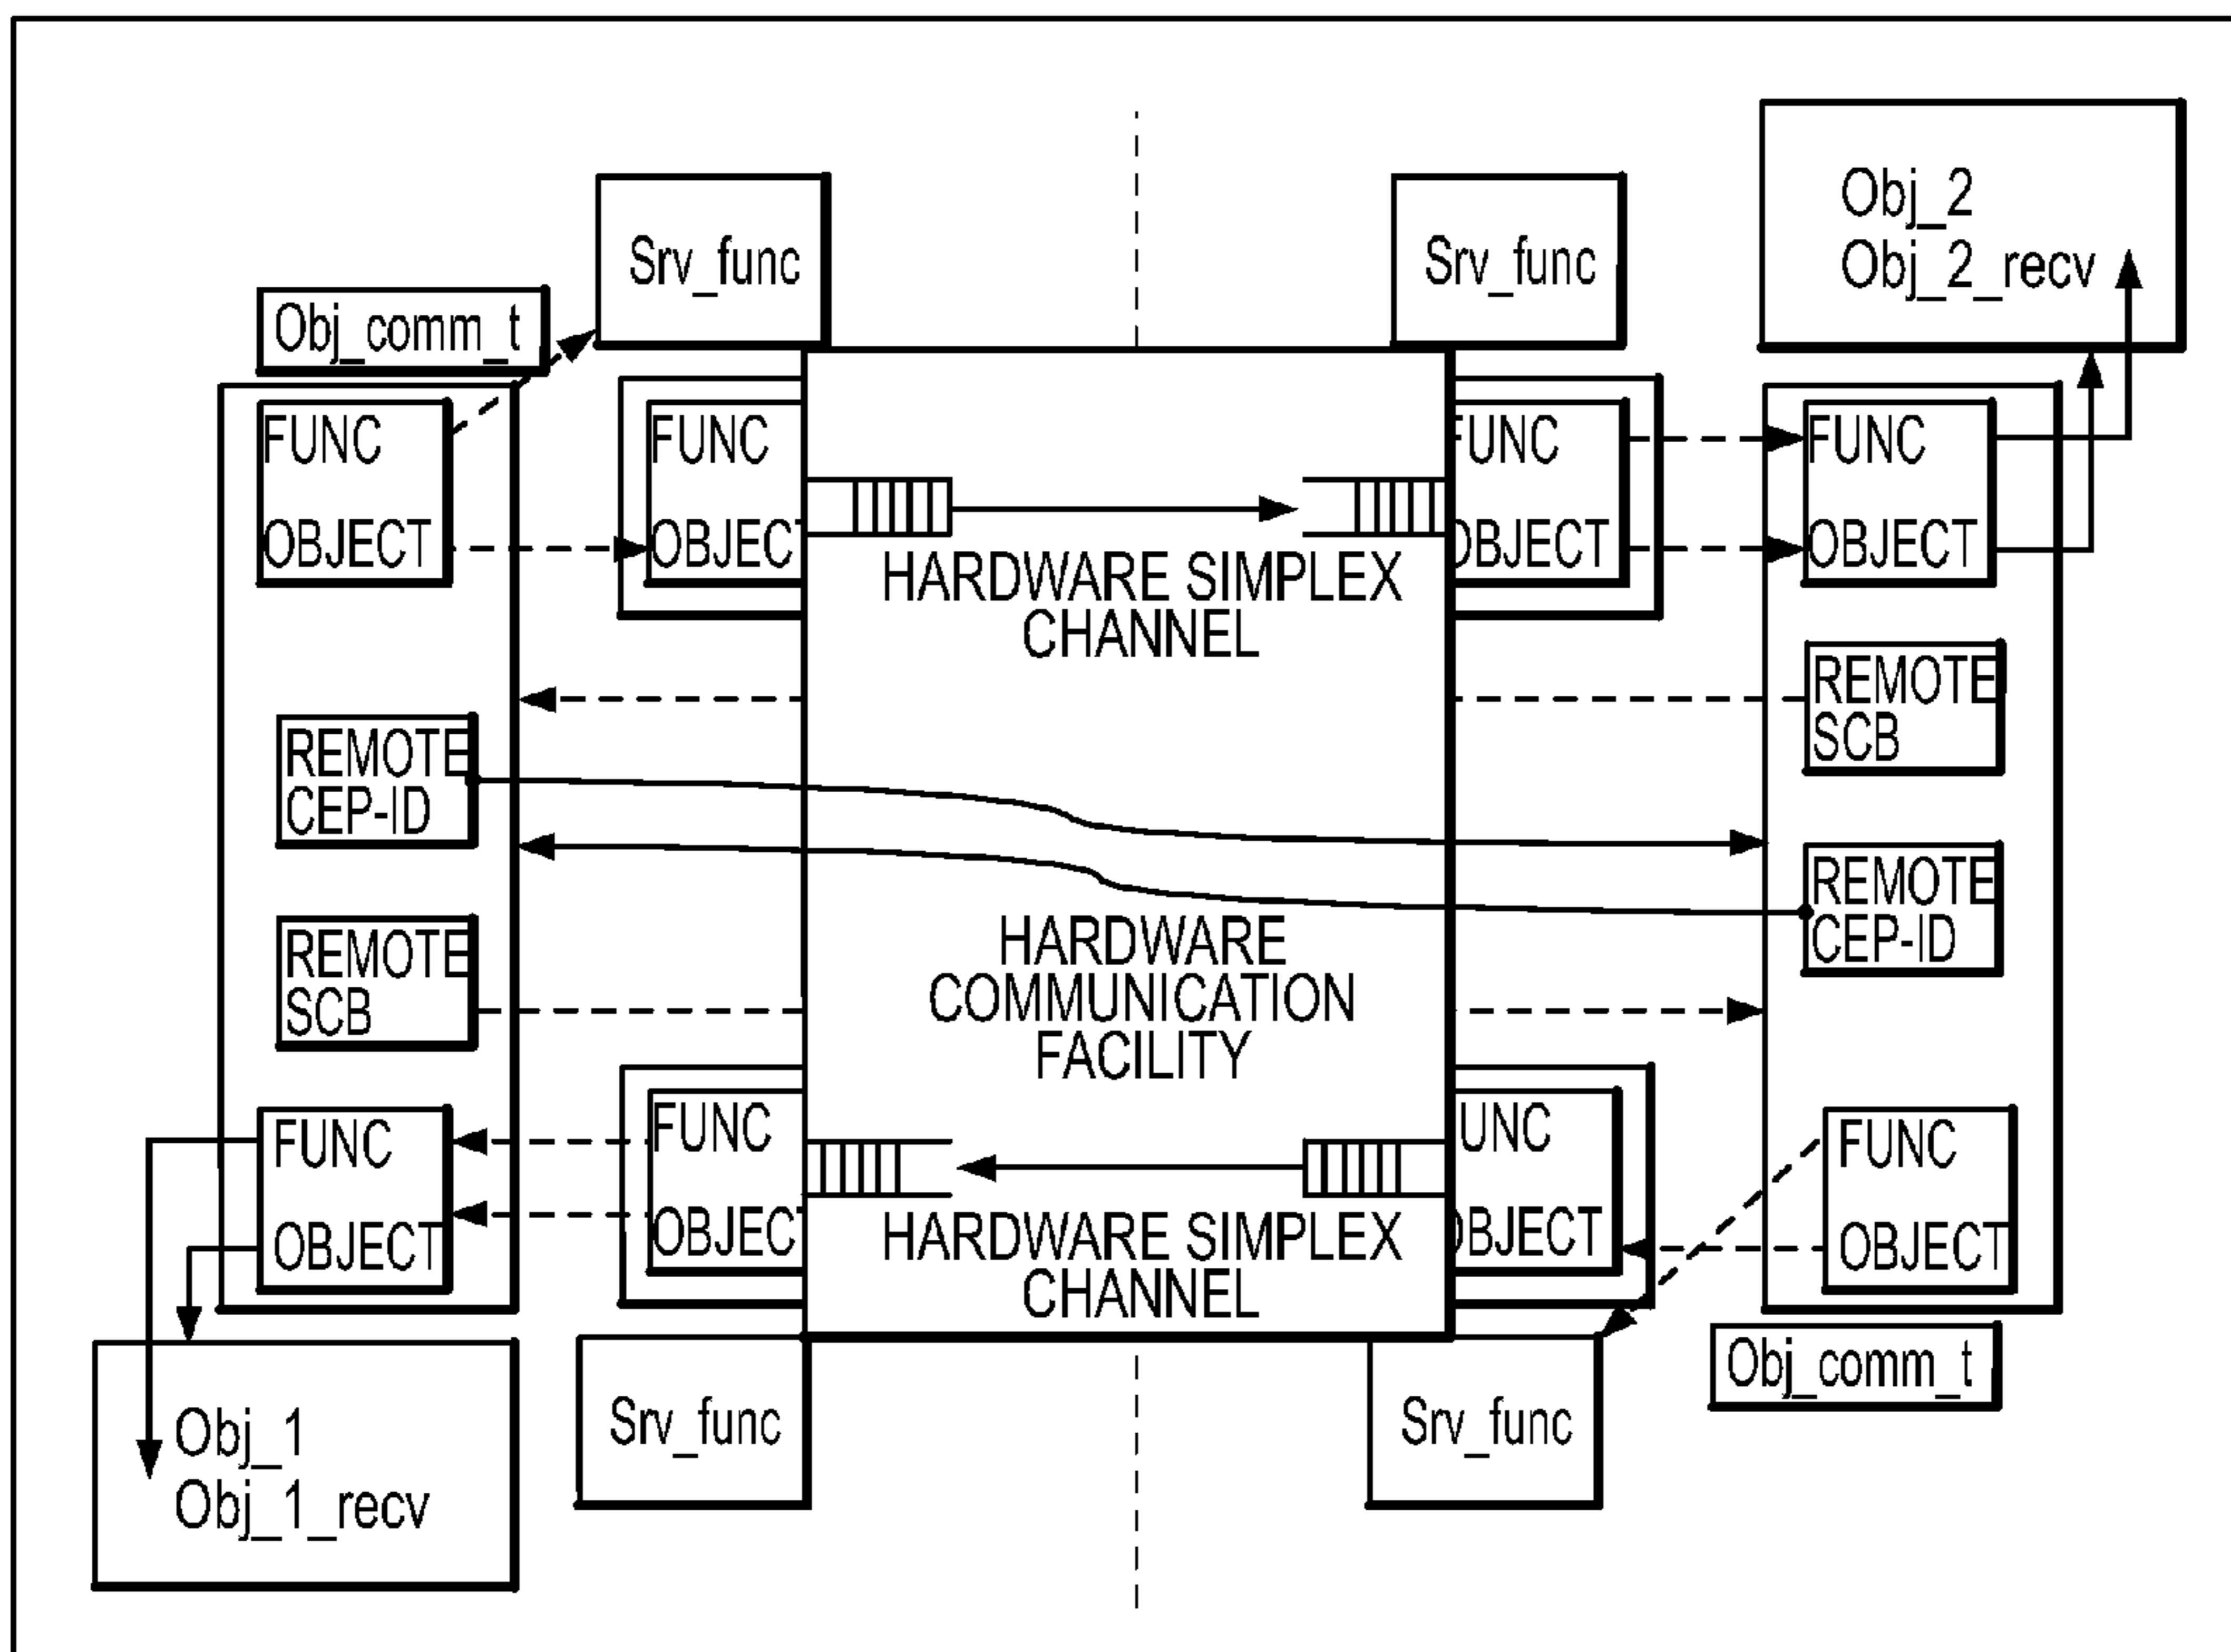 Obj_2
Obj_2_recv
Srv_func
Srv_func
Obj_comm_t
FUNC
OBJECT
FUNC
OBJEC
HARDWARE SIMPLEX
CHANNEL
FUNC
OBJECT
FUNC
OBJECT
REMOTE
SCB
REMOTE
CEP-ID
REMOTE
CEP-ID
REMOTE
SCB
HARDWARE
COMMUNICATION
FACILITY
FUNC
OBJECT
FUNC
OBJECT
HARDWARE SIMPLEX
CHANNEL
UNC
OBJECT
FUNC
OBJECT
Obj_comm_t
Obj_1
Obj_1_recv
Srv_func
Srv_func